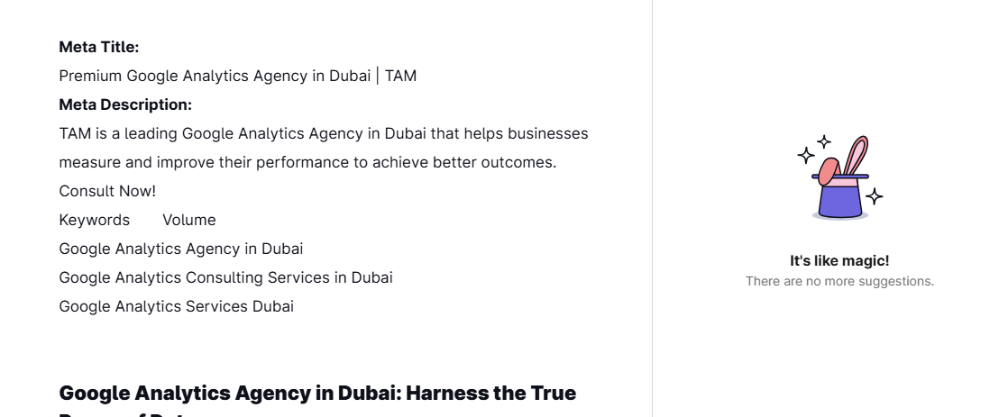 Meta Title:
Premium Google Analytics Agency in Dubai | TAM
Meta Description:
TAM is a leading Google Analytics Agency in Dubai that helps businesses
measure and improve their performance to achieve better outcomes.
Consult Now!
Keywords Volume
Google Analytics Agency in Dubai
Google Analytics Consulting Services in Dubai
Google Analytics Services Dubai
Google Analytics Agency in Dubai: Harness the True
It's like magic!
There are no more suggestions.